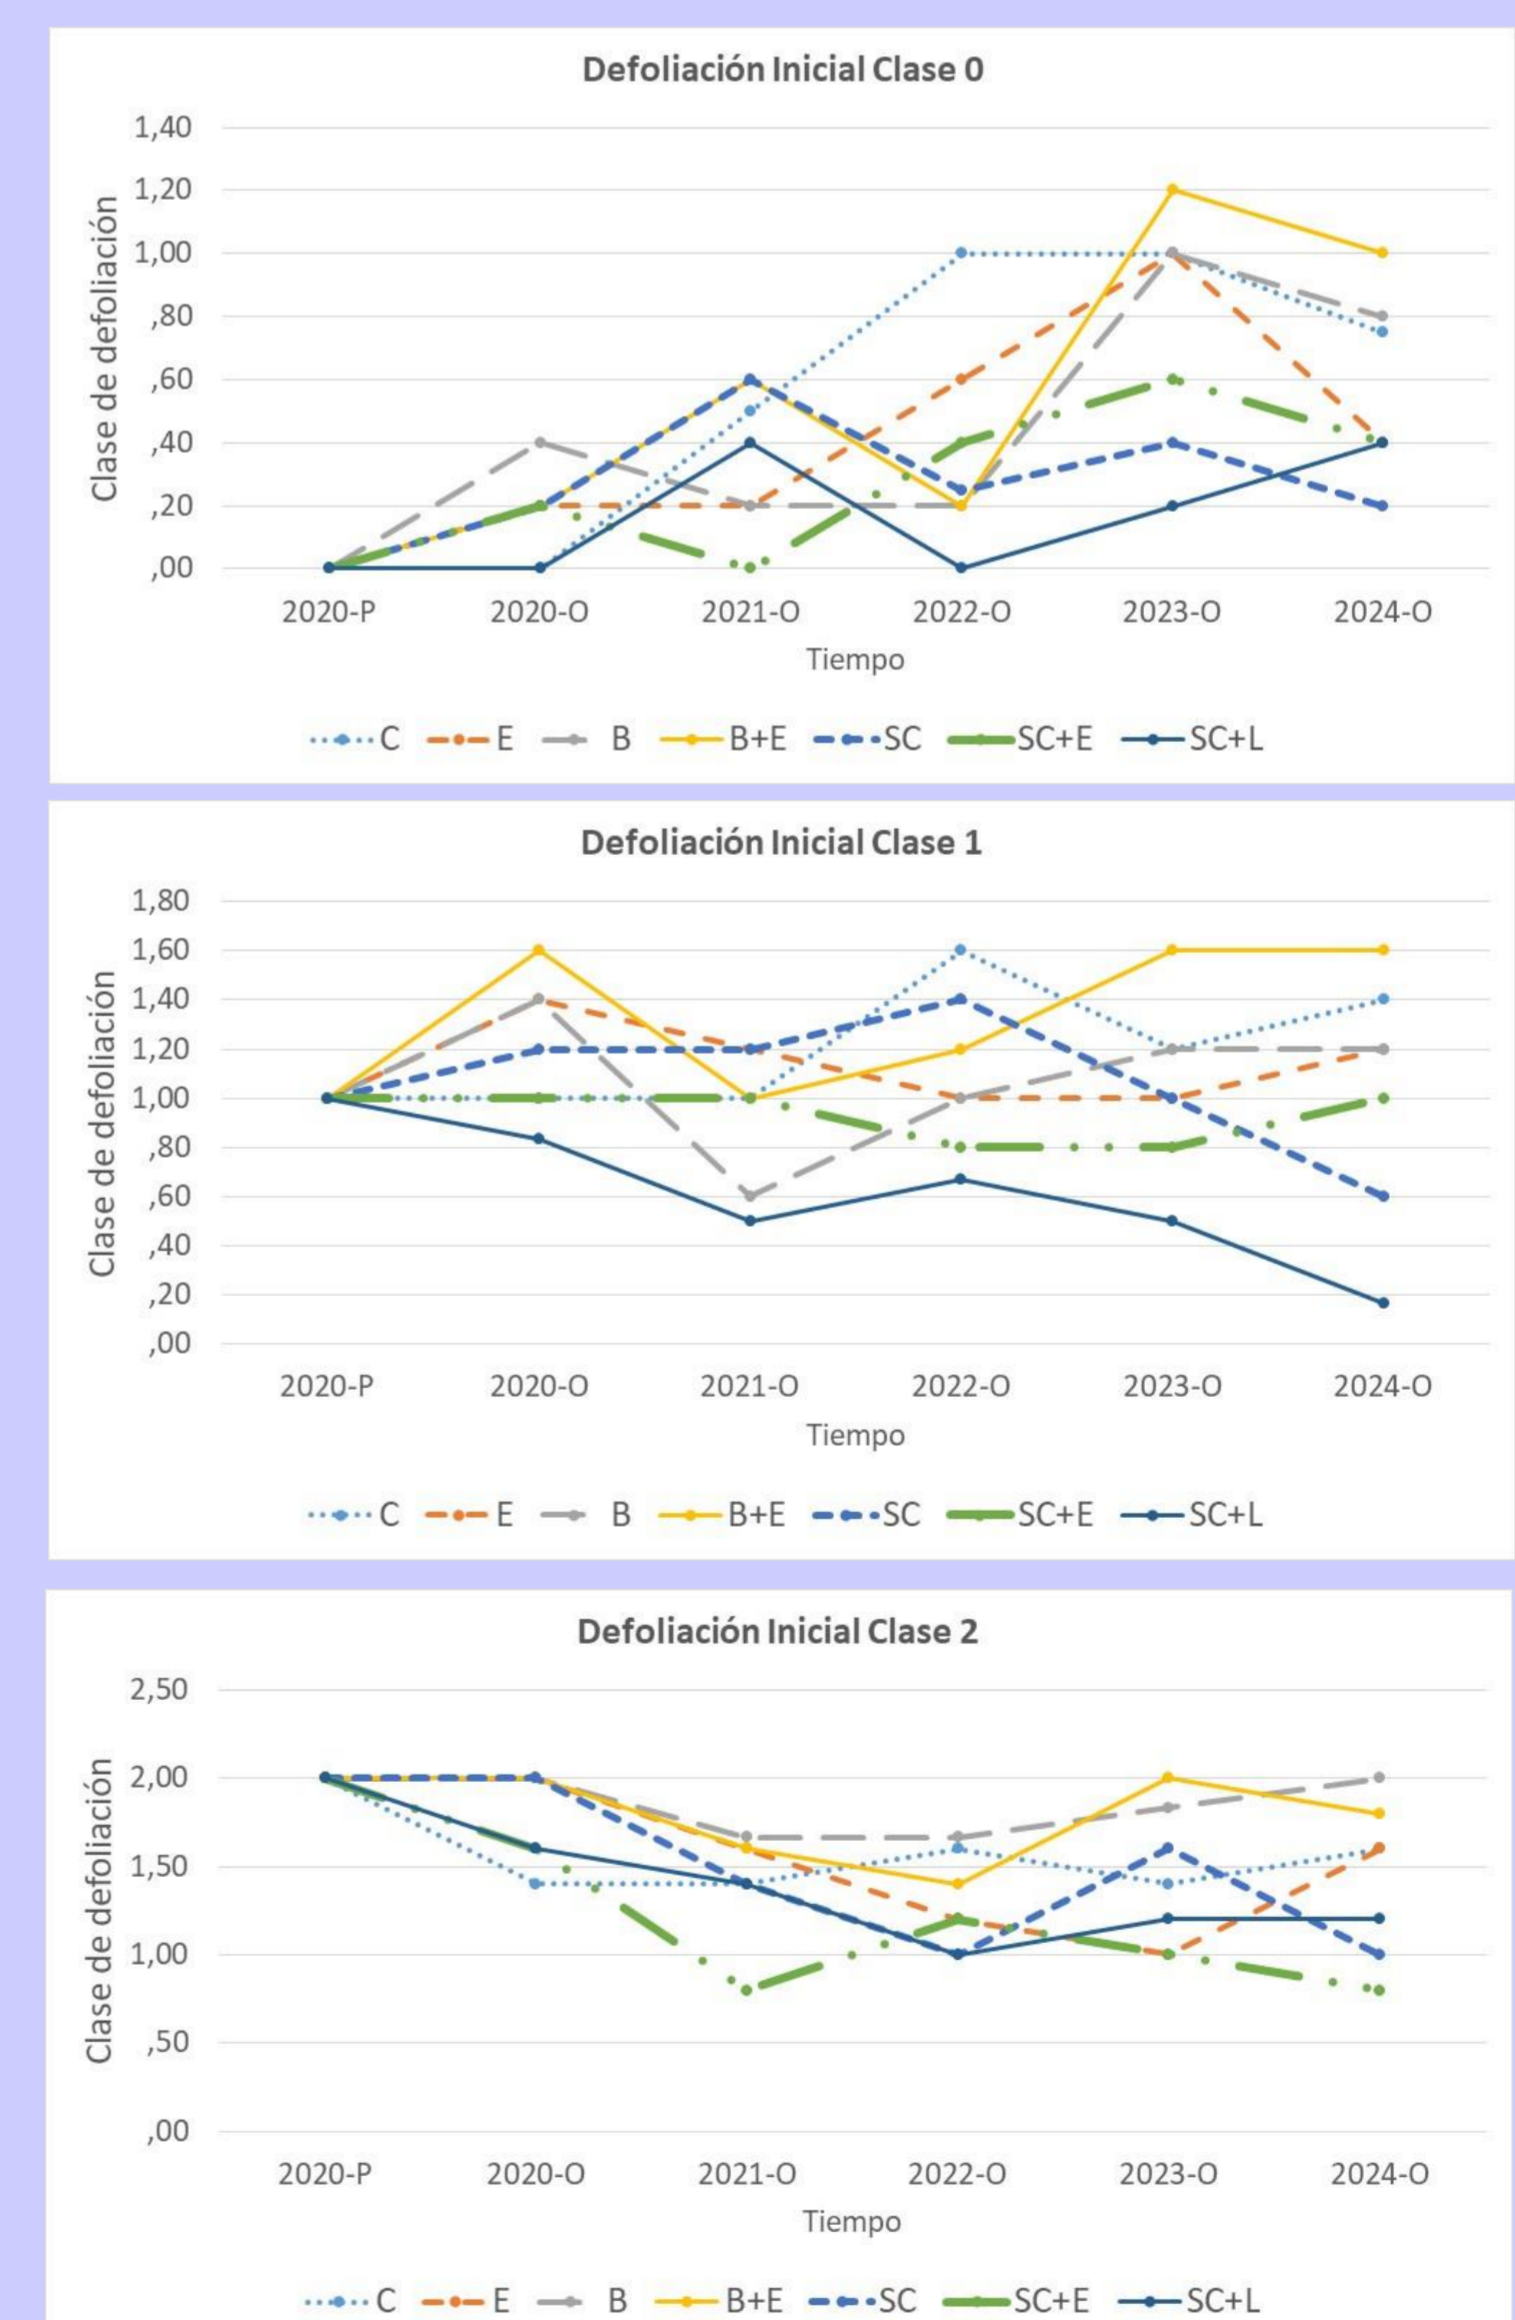 Defoliación Inicial Clase 0
Clase de defoliación
1,40
1,20
1,00
,80
,60
,40
,20
,00
2020-P 2020-O 2021-O 2022-O 2023-O 2024-O
Tiempo
C E B B+E SC SC+E SC+L
Defoliación Inicial Clase 1
Clase de defoliación
1,80
1,60
1,40
1,20
1,00
,80
,60
,40
,20
,00
2020-P 2020-O 2021-O 2022-O 2023-O 2024-O
Tiempo
C E B B+E SC SC+E SC+L
Defoliación Inicial Clase 2
Clase de defoliación
2,50
2,00
1,50
1,00
,50
,00
2020-P 2020-O 2021-O 2022-O 2023-O 2024-O
Tiempo
C E B B+E SC SC+E SC+L